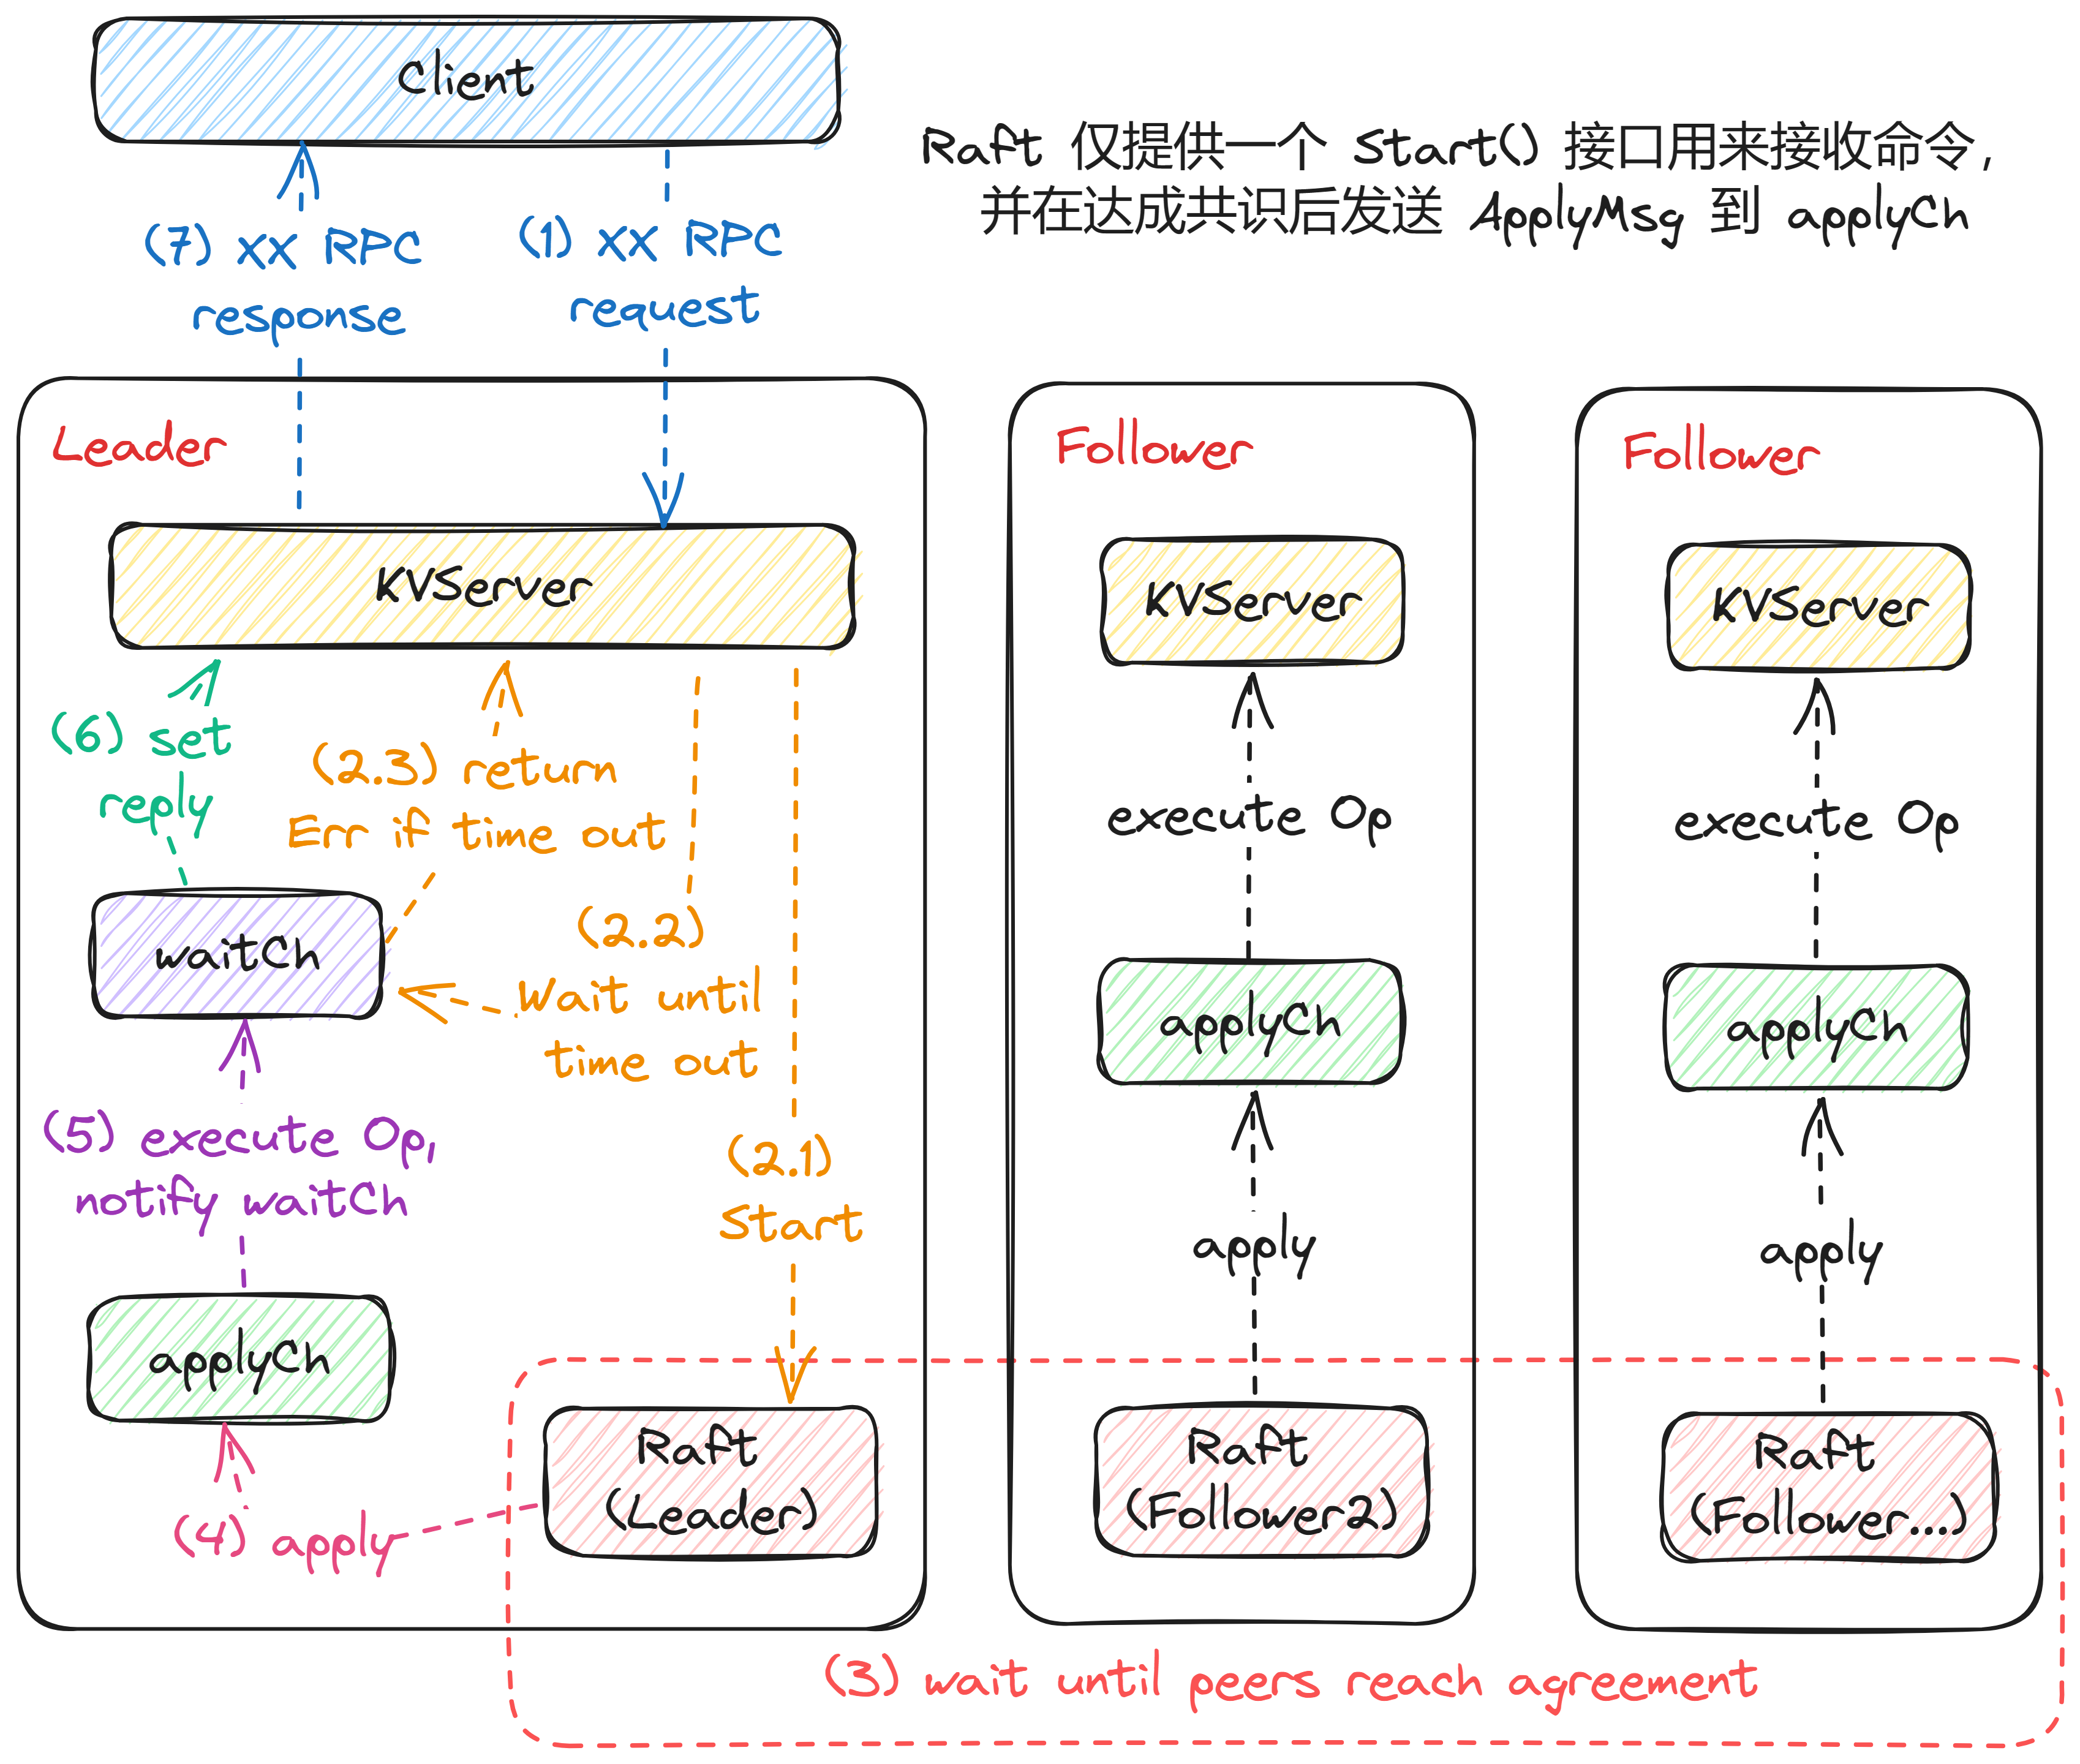 Client
Raft 仅提供一个 Start() 接口用来接收命令,
并在达成共识后发送 ApplyMsg 到 applyCh
(7) XX RPC
response
(1) XX RPC
request
Leader
KVServer
(6) set
reply
(2.3) return
Err if time out
(2.2)
Wait until
time out
waitCh
(5) execute Op,
notify waitCh
(2.1)
Start
applyCh
(4) apply
Raft
(Leader)
Follower
KVServer
execute Op
applyCh
apply
Raft
(Follower2)
Follower
KVServer
execute Op
applyCh
apply
Raft
(Follower...)
(3) wait until peers reach agreement